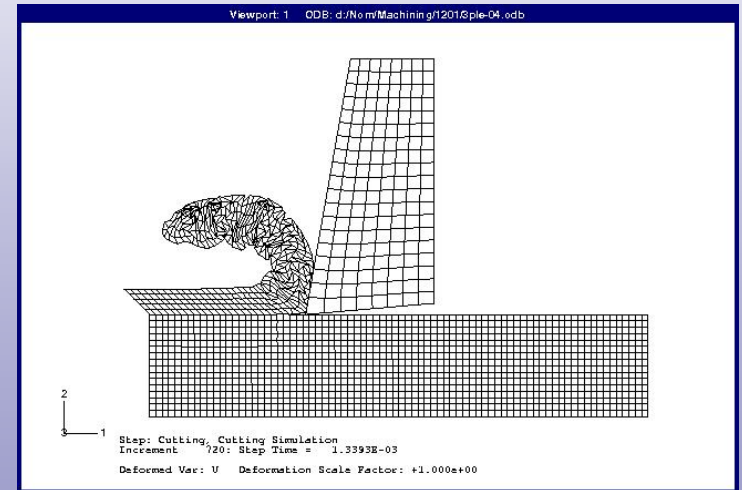 Viewport: 1 ODB: d:/Nom/Machining/1201/3ple-04.odb
2
3 1
Step: Cutting, Cutting Simulation
Increment 720: Step Time = 1.3393E-03
Deformed Var: U Deformation Scale Factor: +1.000e+00